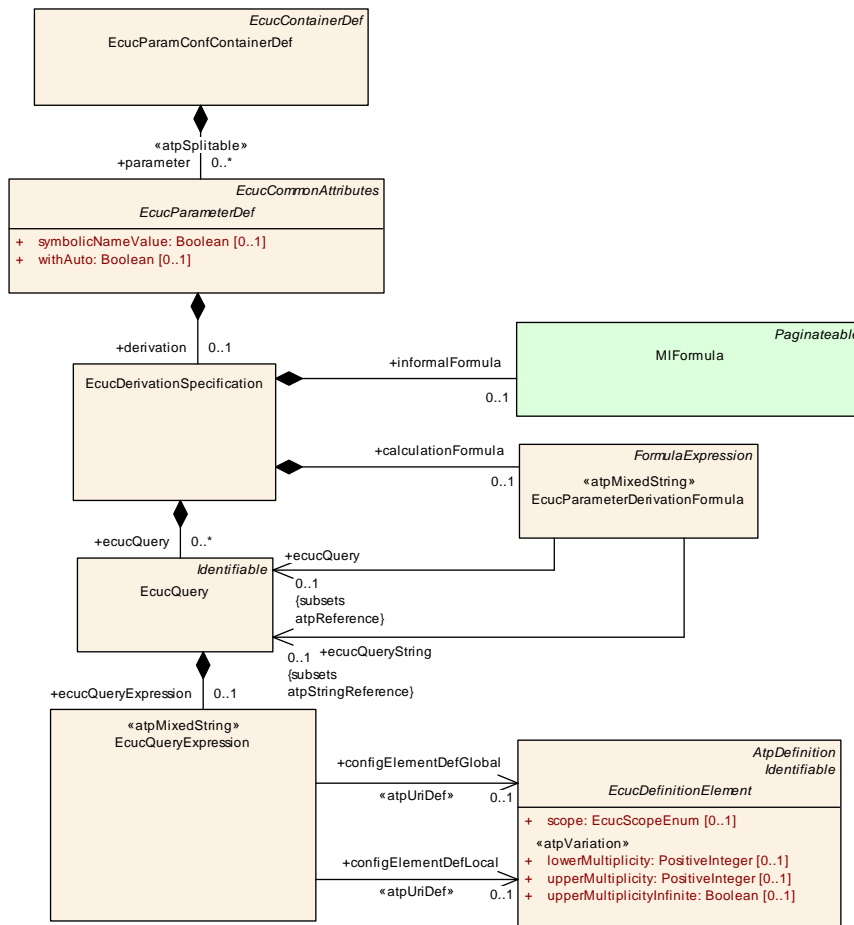 EcucContainerDef
EcucParamConfContainerDef
«atpSplitable»
+parameter 0..*
EcucCommonAttributes
EcucParameterDef
+ symbolicNameValue: Boolean [0..1]
+ withAuto: Boolean [0..1]
+derivation 0..1
EcucDerivationSpecification
+informalFormula
0..1
Paginateable
MlFormula
+calculationFormula
0..1
FormulaExpression
«atpMixedString»
EcucParameterDerivationFormula
+ecucQuery 0..*
Identifiable
EcucQuery
+ecucQuery
0..1
{subsets
atpReference}
+ecucQueryString
0..1
{subsets
atpStringReference}
+ecucQueryExpression 0..1
«atpMixedString»
EcucQueryExpression
+configElementDefGlobal
«atpUriDef» 0..1
+configElementDefLocal
«atpUriDef» 0..1
AtpDefinition
Identifiable
EcucDefinitionElement
+ scope: EcucScopeEnum [0..1]
«atpVariation»
+ lowerMultiplicity: PositiveInteger [0..1]
+ upperMultiplicity: PositiveInteger [0..1]
+ upperMultiplicityInfinite: Boolean [0..1]